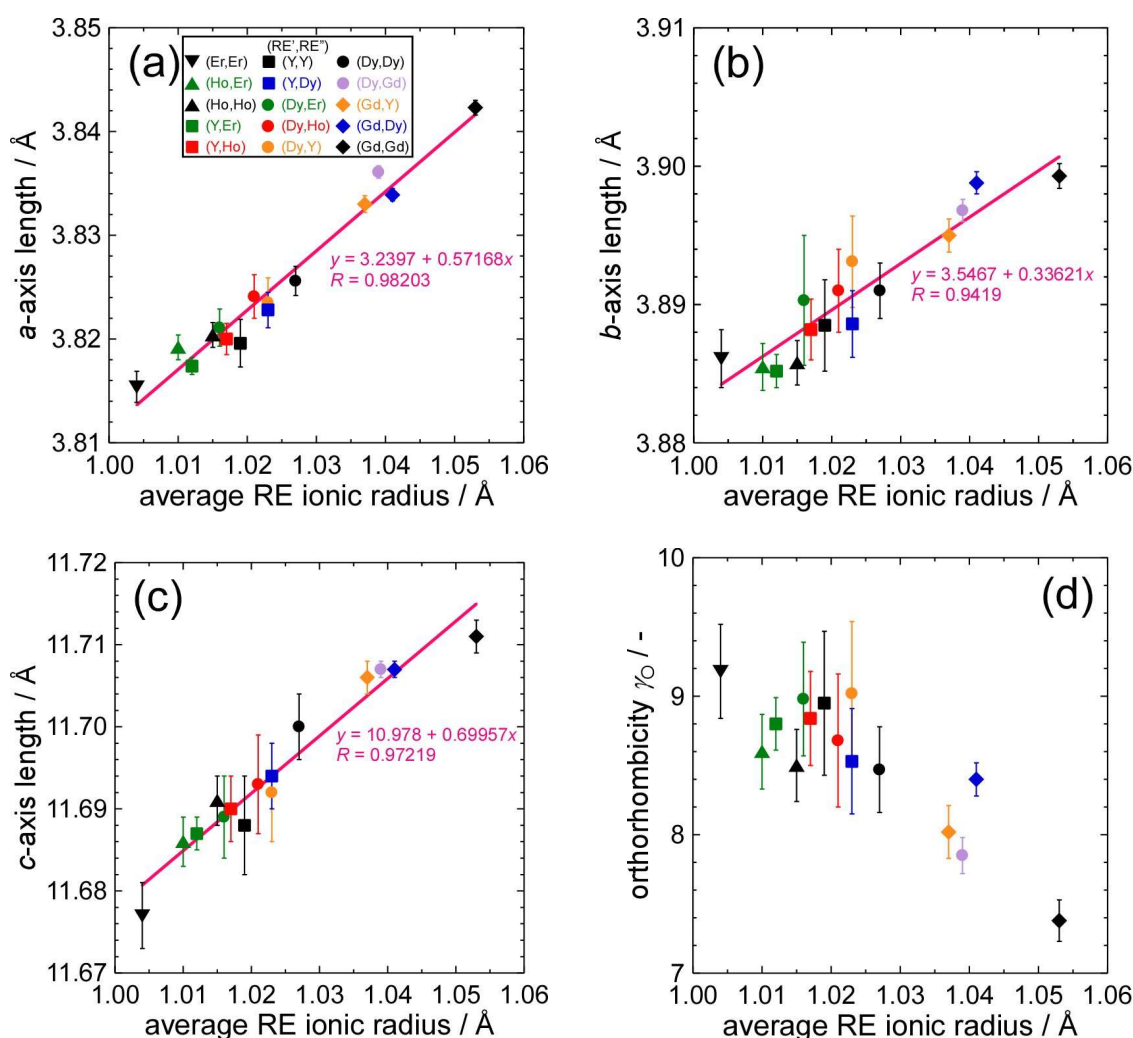 (a)
3.85
3.84
3.83
3.82
3.81
a-axis length / Å
(RE',RE")
(Er,Er) (Y,Y) (Dy,Dy)
(Ho,Er) (Y,Dy) (Dy,Gd)
(Ho,Ho) (Dy,Er) (Gd,Y)
(Y,Er) (Dy,Ho) (Gd,Dy)
(Y,Ho) (Dy,Y) (Gd,Gd)
y = 3.2397 + 0.57168x
R = 0.98203
1.00 1.01 1.02 1.03 1.04 1.05 1.06
average RE ionic radius / Å
(b)
3.91
3.90
3.89
3.88
b-axis length / Å
y = 3.5467 + 0.33621x
R = 0.9419
1.00 1.01 1.02 1.03 1.04 1.05 1.06
average RE ionic radius / Å
(c)
11.72
11.71
11.70
11.69
11.68
11.67
c-axis length / Å
y = 10.978 + 0.69957x
R = 0.97219
1.00 1.01 1.02 1.03 1.04 1.05 1.06
average RE ionic radius / Å
(d)
10
9
8
7
orthorhombicity γO / -
1.00 1.01 1.02 1.03 1.04 1.05 1.06
average RE ionic radius / Å